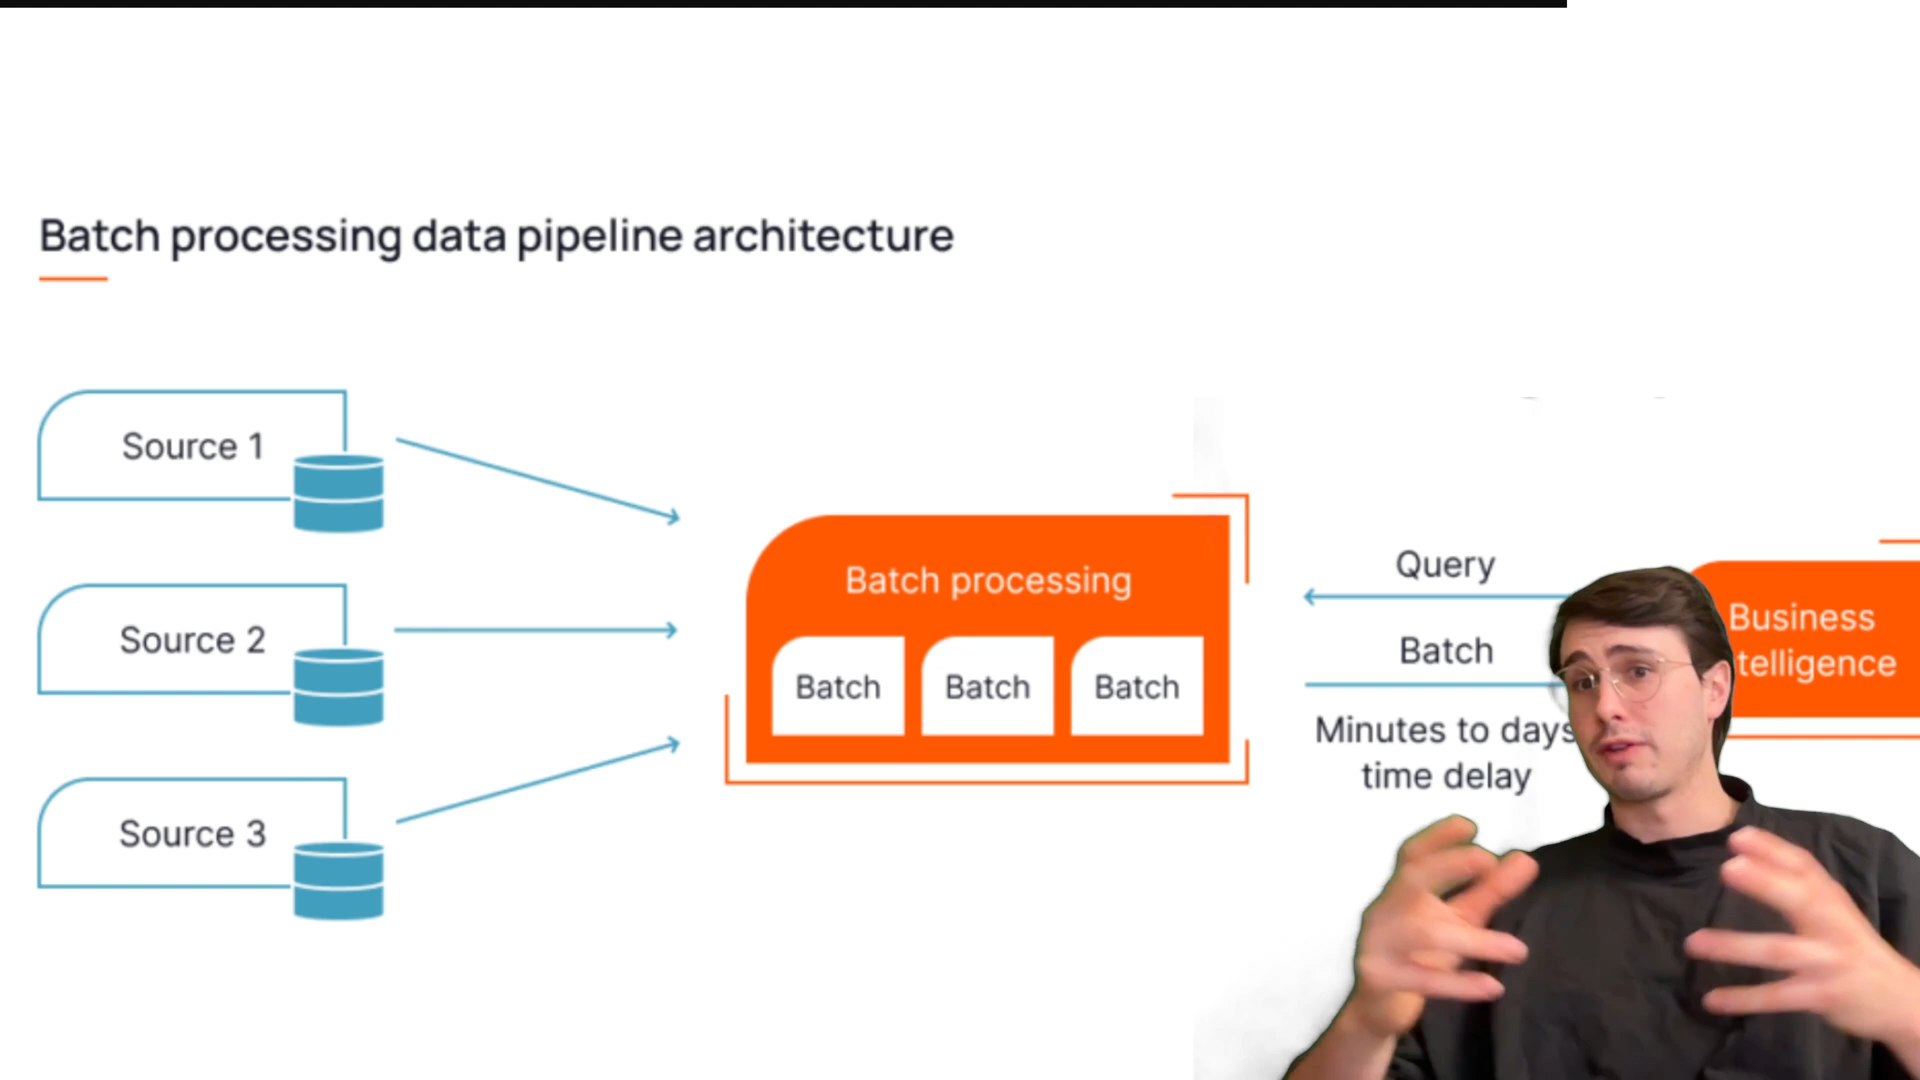 Batch processing data pipeline architecture
Source 1
Source 2
Source 3
Batch processing
Batch
Batch
Batch
Query
Batch
Minutes to days
time delay
Business
telligence